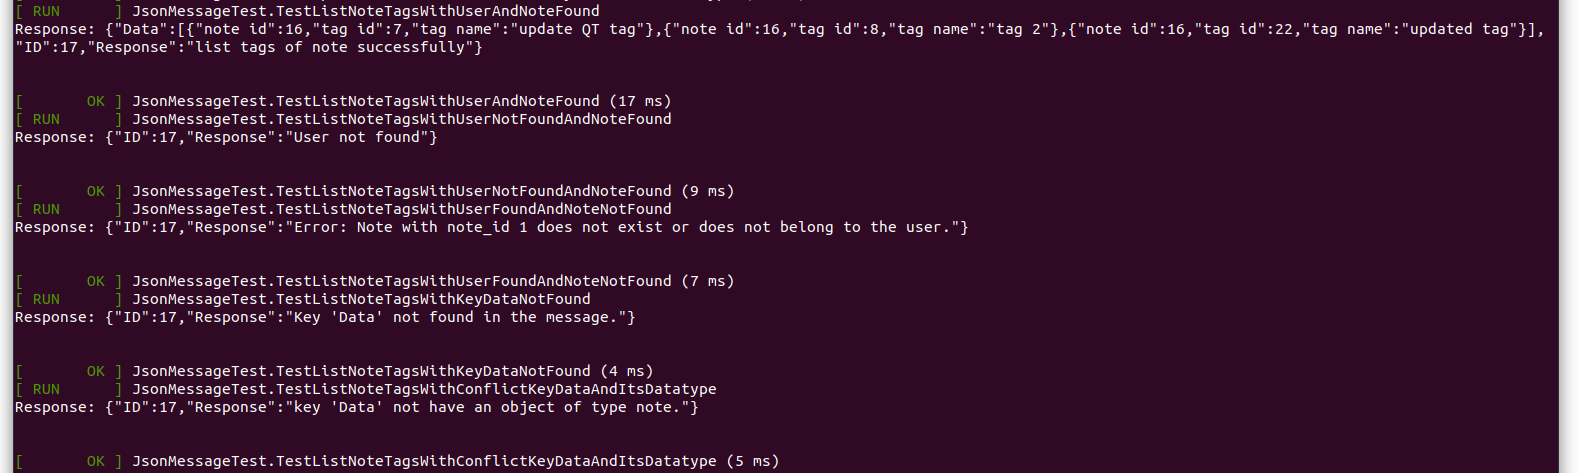 [ RUN      ] JsonMessageTest.TestListNoteTagsWithUserAndNoteFound
Response: {"Data":[{"note id":16,"tag id":7,"tag name":"update QT tag"},{"note id":16,"tag id":8,"tag name":"tag 2"},{"note id":16,"tag id":22,"tag name":"updated tag"}],
"ID":17,"Response":"list tags of note successfully"}
[       OK ] JsonMessageTest.TestListNoteTagsWithUserAndNoteFound (17 ms)
[ RUN      ] JsonMessageTest.TestListNoteTagsWithUserNotFoundAndNoteFound
Response: {"ID":17,"Response":"User not found"}
[       OK ] JsonMessageTest.TestListNoteTagsWithUserNotFoundAndNoteFound (9 ms)
[ RUN      ] JsonMessageTest.TestListNoteTagsWithUserFoundAndNoteNotFound
Response: {"ID":17,"Response":"Error: Note with note_id 1 does not exist or does not belong to the user."}
[       OK ] JsonMessageTest.TestListNoteTagsWithUserFoundAndNoteNotFound (7 ms)
[ RUN      ] JsonMessageTest.TestListNoteTagsWithKeyDataNotFound
Response: {"ID":17,"Response":"Key 'Data' not found in the message."}
[       OK ] JsonMessageTest.TestListNoteTagsWithKeyDataNotFound (4 ms)
[ RUN      ] JsonMessageTest.TestListNoteTagsWithConflictKeyDataAndItsDatatype
Response: {"ID":17,"Response":"key 'Data' not have an object of type note."}
[       OK ] JsonMessageTest.TestListNoteTagsWithConflictKeyDataAndItsDatatype (5 ms)